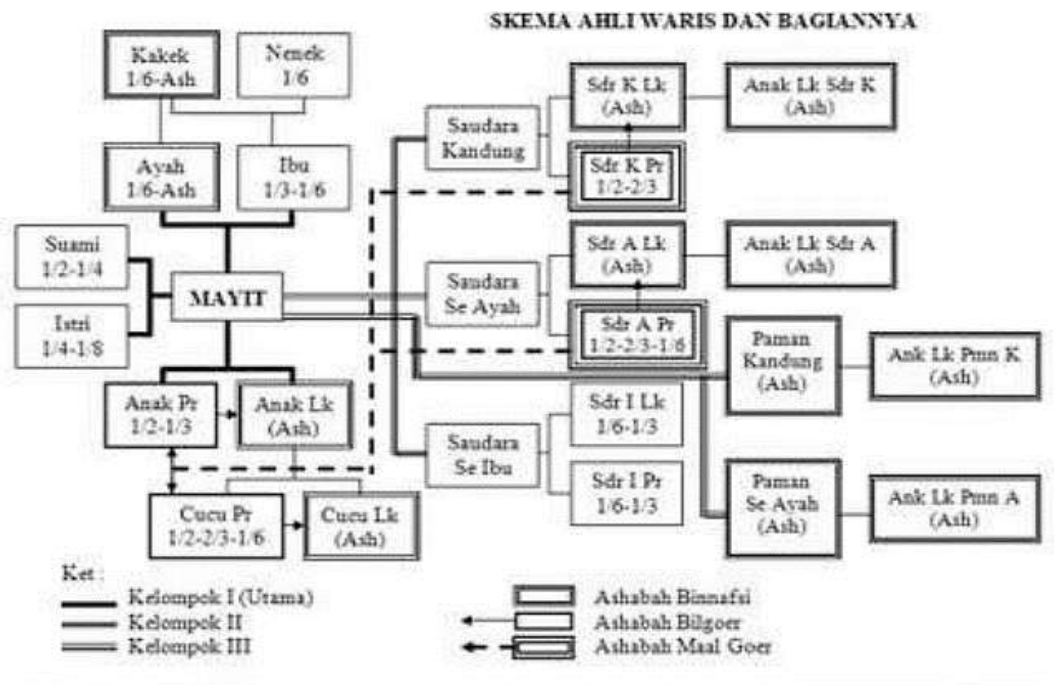 SKEMA AHLI WARIS DAN BAGIANNYA
Kakek
1/6-Ash
Nenek
1/6
Ayah
1/6-Ash
Ibu
1/3-1/6
Suami
1/2-1/4
Istri
1/4-1/8
MAYIT
Anak Pr
1/2-1/3
Anak Lk
(Ash)
Cucu Pr
1/2-2/3-1/6
Cucu Lk
(Ash)
Saudara
Kandung
Sdr K Lk
(Ash)
Anak Lk Sdr K
(Ash)
Sdr K Pr
1/2-2/3
Saudara
Se Ayah
Sdr A Lk
(Ash)
Anak Lk Sdr A
(Ash)
Sdr A Pr
1/2-2/3-1/6
Saudara
Se Ibu
Sdr I Lk
1/6-1/3
Sdr I Pr
1/6-1/3
Paman
Kandung
(Ash)
Ank Lk Pmn K
(Ash)
Paman
Se Ayah
(Ash)
Ank Lk Pmn A
(Ash)
Ket :
Kelompok I (Utama)
Kelompok II
Kelompok III
Ashabah Binnafsi
Ashabah Bilgoer
Ashabah Maal Goer